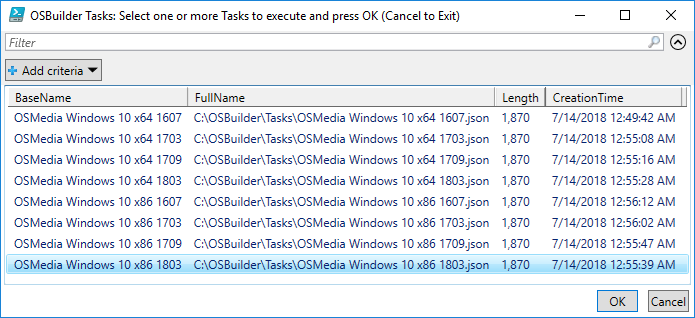 OSBuilder Tasks: Select one or more Tasks to execute and press OK (Cancel to Exit)
Filter
Add criteria
BaseName FullName Length CreationTime
OSMedia Windows 10 x64 1607 C:\OSBuilder\Tasks\OSMedia Windows 10 x64 1607.json 1,870 7/14/2018 12:49:42 AM
OSMedia Windows 10 x64 1703 C:\OSBuilder\Tasks\OSMedia Windows 10 x64 1703.json 1,870 7/14/2018 12:55:08 AM
OSMedia Windows 10 x64 1709 C:\OSBuilder\Tasks\OSMedia Windows 10 x64 1709.json 1,870 7/14/2018 12:55:16 AM
OSMedia Windows 10 x64 1803 C:\OSBuilder\Tasks\OSMedia Windows 10 x64 1803.json 1,870 7/14/2018 12:55:28 AM
OSMedia Windows 10 x86 1607 C:\OSBuilder\Tasks\OSMedia Windows 10 x86 1607.json 1,870 7/14/2018 12:56:12 AM
OSMedia Windows 10 x86 1703 C:\OSBuilder\Tasks\OSMedia Windows 10 x86 1703.json 1,870 7/14/2018 12:56:02 AM
OSMedia Windows 10 x86 1709 C:\OSBuilder\Tasks\OSMedia Windows 10 x86 1709.json 1,870 7/14/2018 12:55:47 AM
OSMedia Windows 10 x86 1803 C:\OSBuilder\Tasks\OSMedia Windows 10 x86 1803.json 1,870 7/14/2018 12:55:39 AM
OK Cancel